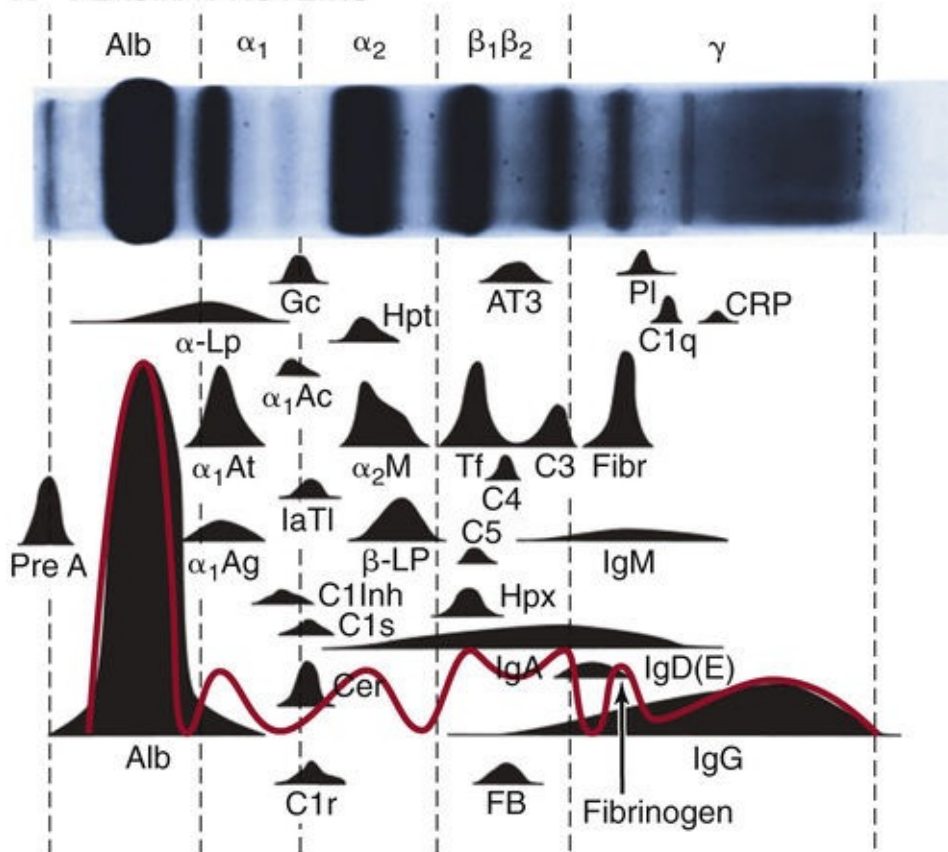 Alb α₁ α₂ β₁β₂ γ
Gc AT3 Pl
Hpt C1q CRP
α-Lp
α₁Ac
α₁At α₂M Tf C3 Fibr
C4
IaTI C5
Pre A α₁Ag β-LP IgM
C1Inh Hpx
C1s
IgA IgD(E)
Cer
Alb IgG
C1r FB Fibrinogen